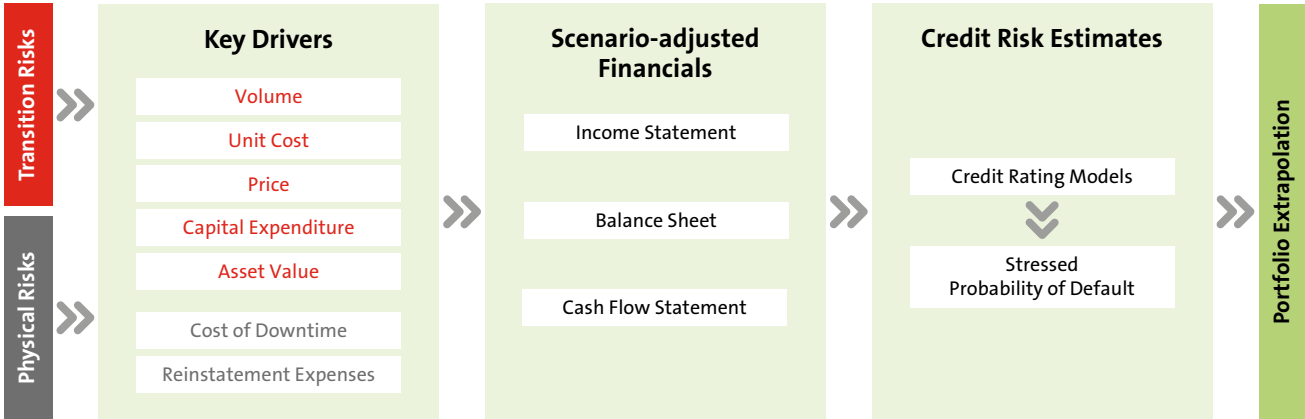 Transition Risks
Physical Risks
Key Drivers
Volume
Unit Cost
Price
Capital Expenditure
Asset Value
Cost of Downtime
Reinstatement Expenses
Scenario-adjusted
Financials
Income Statement
Balance Sheet
Cash Flow Statement
Credit Risk Estimates
Credit Rating Models
Stressed
Probability of Default
Portfolio Extrapolation